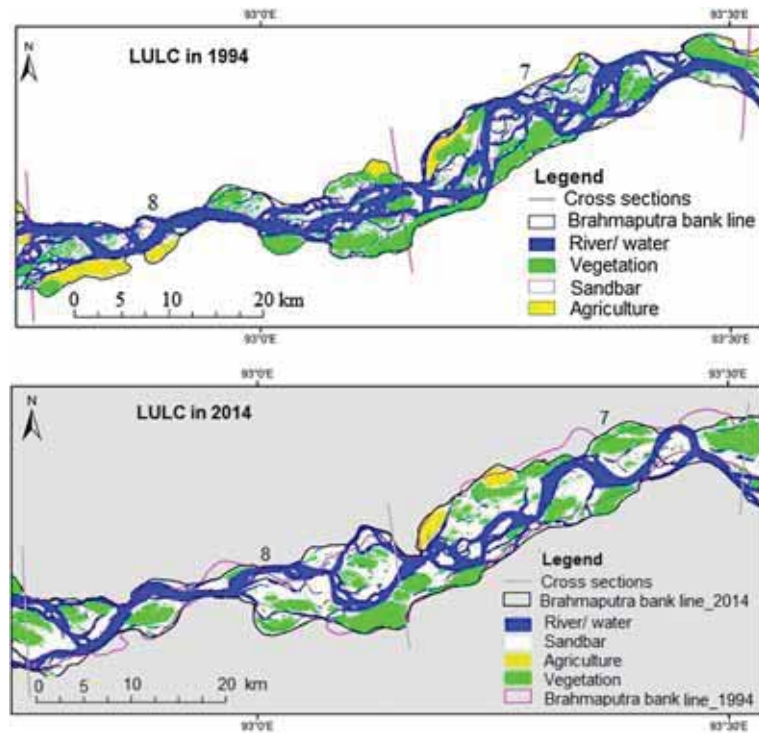 93°0'E 93°30'E
N
LULC in 1994
7
8
Legend
Cross sections
Brahmaputra bank line
River/ water
Vegetation
Sandbar
Agriculture
0 5 10 20 km
93°0'E 93°30'E
93°0'E 93°30'E
N
LULC in 2014
7
8
Legend
Cross sections
Brahmaputra bank line_2014
River/ water
Sandbar
Agriculture
Vegetation
Brahmaputra bank line_1994
0 5 10 20 km
93°0'E 93°30'E